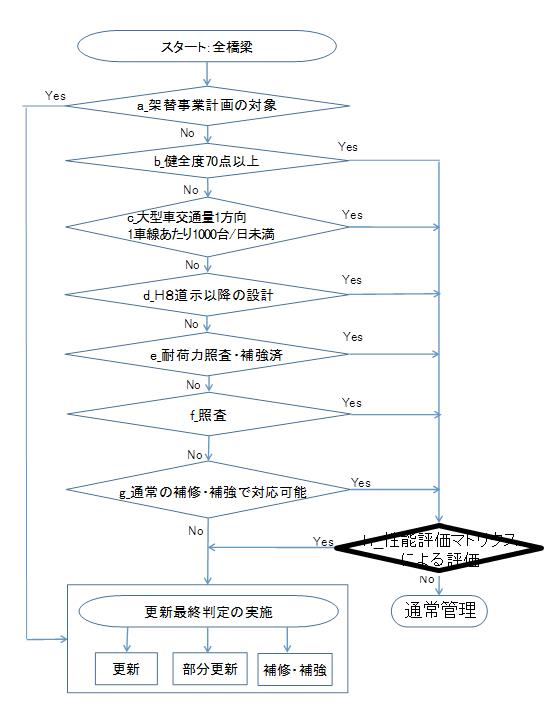 スタート：全橋梁
Yes
a_架替事業計画の対象
No
Yes
b_健全度70点以上
No
c_大型車交通量1方向
1車線あたり1000台/日未満
Yes
No
d_H8道示以降の設計
Yes
No
Yes
e_耐荷力照査・補強済
No
Yes
f_照査
No
Yes
g_通常の補修・補強で対応可能
No
Yes
h_性能評価マトリクス
による評価
No
通常管理
更新最終判定の実施
更新
部分更新
補修・補強